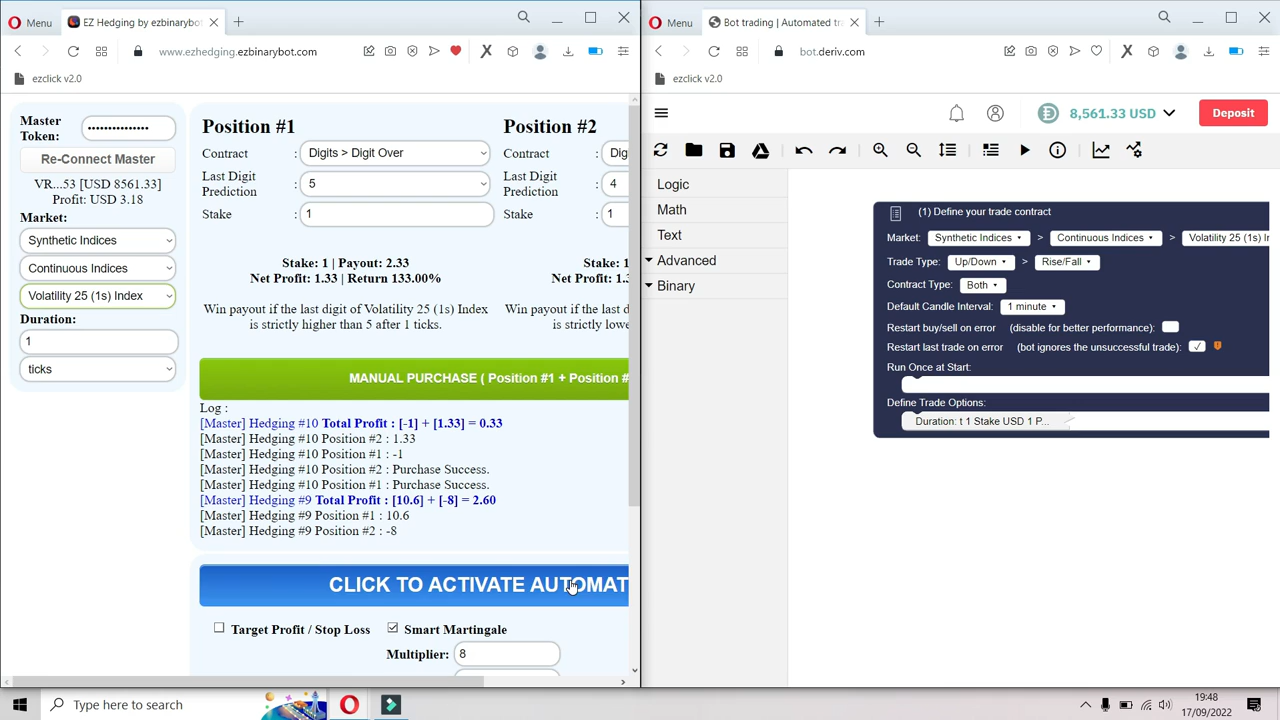 Menu
EZ Hedging by ezbinarybot
www.ezhedging.ezbinarybot.com
ezclick v2.0
Master Token:
••••••••••••••
Re-Connect Master
VR...53 [USD 8561.33]
Profit: USD 3.18
Market:
Synthetic Indices
Continuous Indices
Volatility 25 (1s) Index
Duration:
1
ticks
Position #1
Contract : Digits > Digit Over
Last Digit Prediction : 5
Stake : 1
Stake: 1 | Payout: 2.33
Net Profit: 1.33 | Return 133.00%
Win payout if the last digit of Volatility 25 (1s) Index
is strictly higher than 5 after 1 ticks.
Position #2
Contract : Dig
Last Digit Prediction : 4
Stake : 1
Stake: 1
Net Profit: 1.3
Win payout if the last d
is strictly lowe
MANUAL PURCHASE ( Position #1 + Position #
Log :
[Master] Hedging #10 Total Profit : [-1] + [1.33] = 0.33
[Master] Hedging #10 Position #2 : 1.33
[Master] Hedging #10 Position #1 : -1
[Master] Hedging #10 Position #2 : Purchase Success.
[Master] Hedging #10 Position #1 : Purchase Success.
[Master] Hedging #9 Total Profit : [10.6] + [-8] = 2.60
[Master] Hedging #9 Position #1 : 10.6
[Master] Hedging #9 Position #2 : -8
CLICK TO ACTIVATE AUTOMAT
Target Profit / Stop Loss
Smart Martingale
Multiplier: 8
Menu
Bot trading | Automated tr
bot.deriv.com
ezclick v2.0
8,561.33 USD
Deposit
Logic
Math
Text
Advanced
Binary
(1) Define your trade contract
Market: Synthetic Indices > Continuous Indices > Volatility 25 (1s) I
Trade Type: Up/Down > Rise/Fall
Contract Type: Both
Default Candle Interval: 1 minute
Restart buy/sell on error (disable for better performance):
Restart last trade on error (bot ignores the unsuccessful trade): ✓
Run Once at Start:
Define Trade Options:
Duration: t 1 Stake USD 1 P...
Type here to search
19:48
17/09/2022